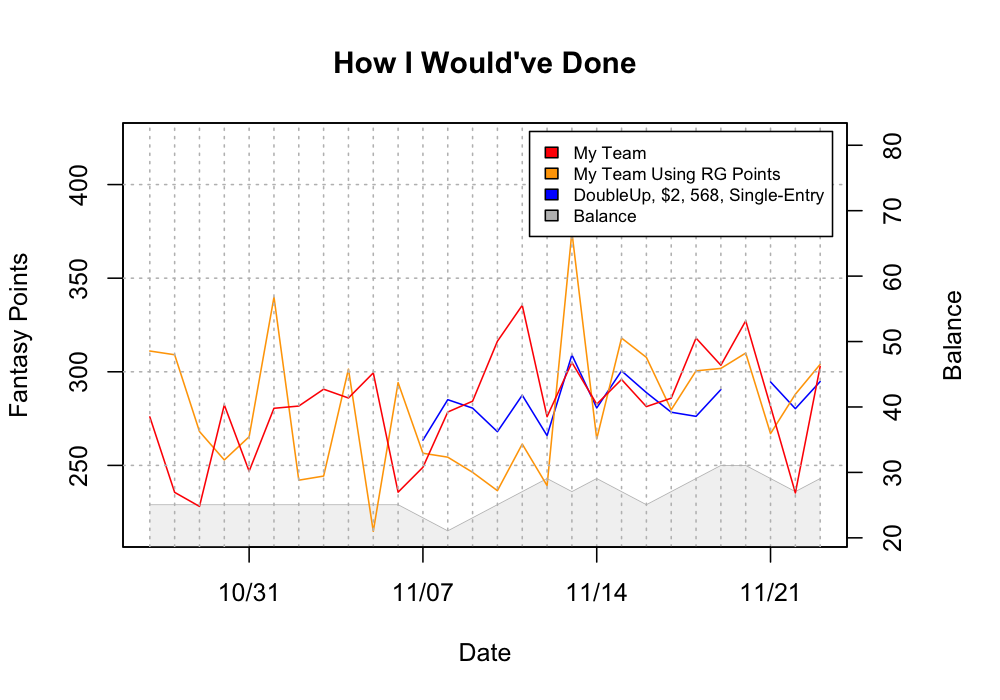 How I Would've Done
My Team
My Team Using RG Points
DoubleUp, $2, 568, Single-Entry
Balance
Fantasy Points
400
350
300
250
80
70
60
50
40
30
20
Balance
10/31
11/07
11/14
11/21
Date